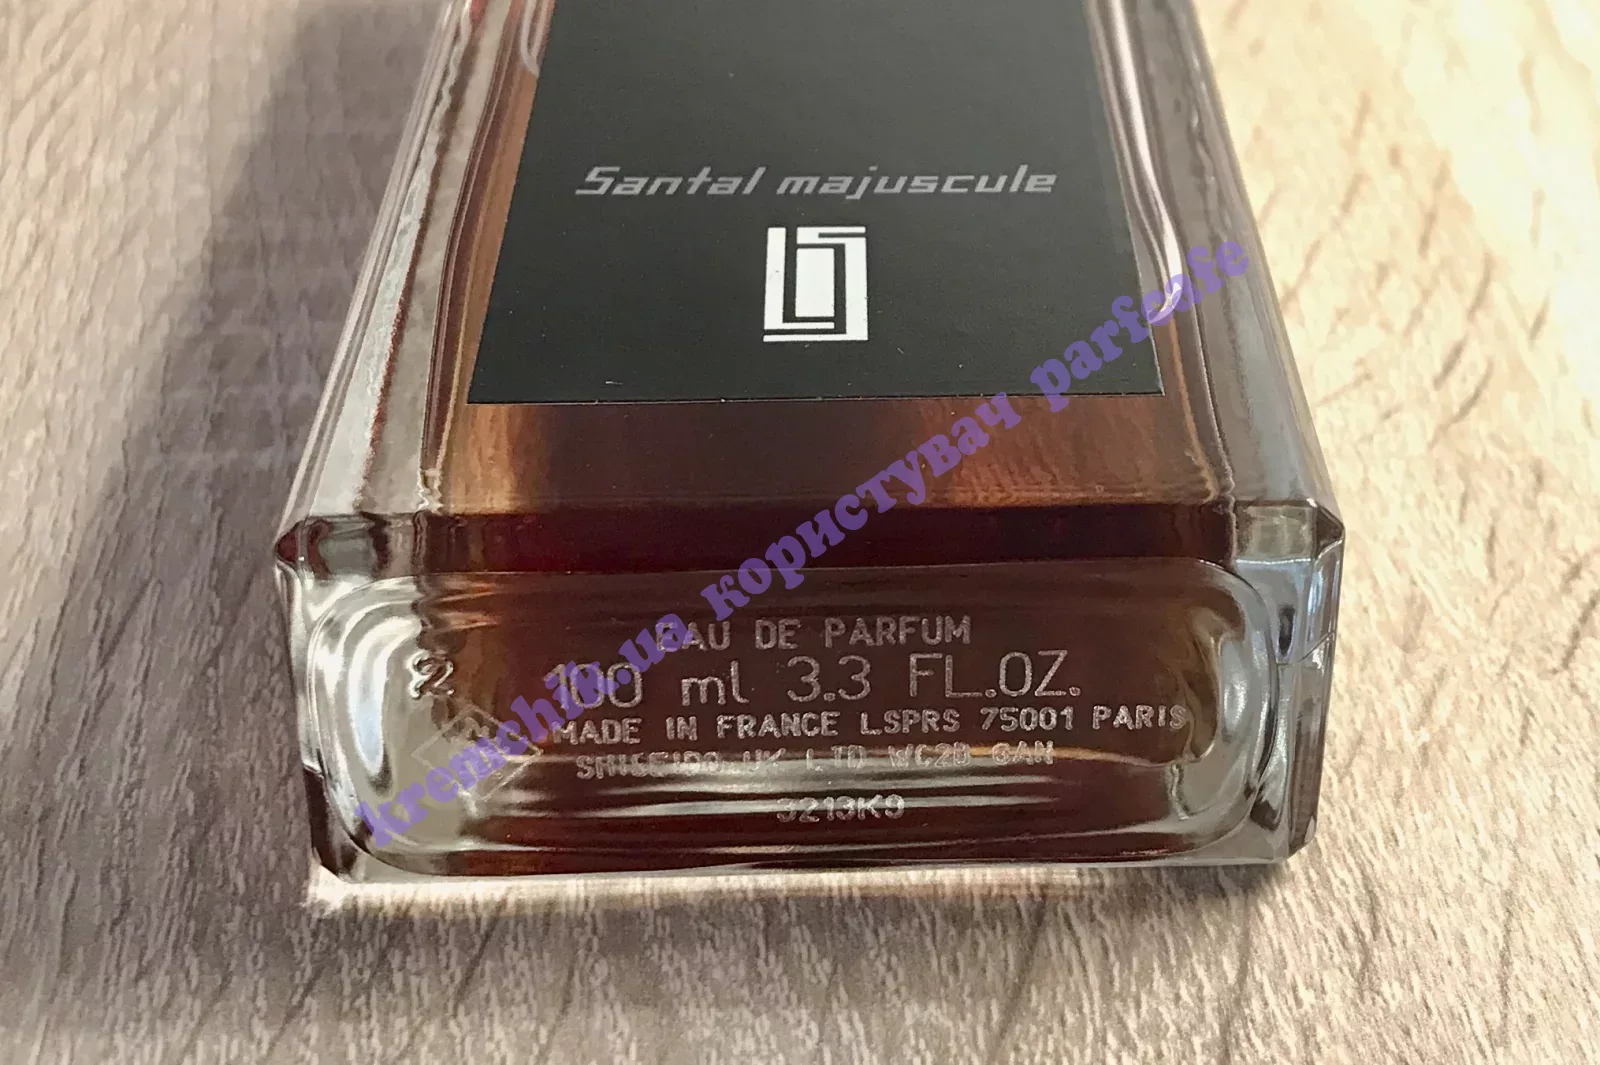 Santal majuscule
EAU DE PARFUM
100 ml 3.3 FL.OZ.
MADE IN FRANCE LSPRS 75001 PARIS
SHISEIDO UK LTD WC2B 6AN
3213K9
kremchik.ua користувач parfcafe